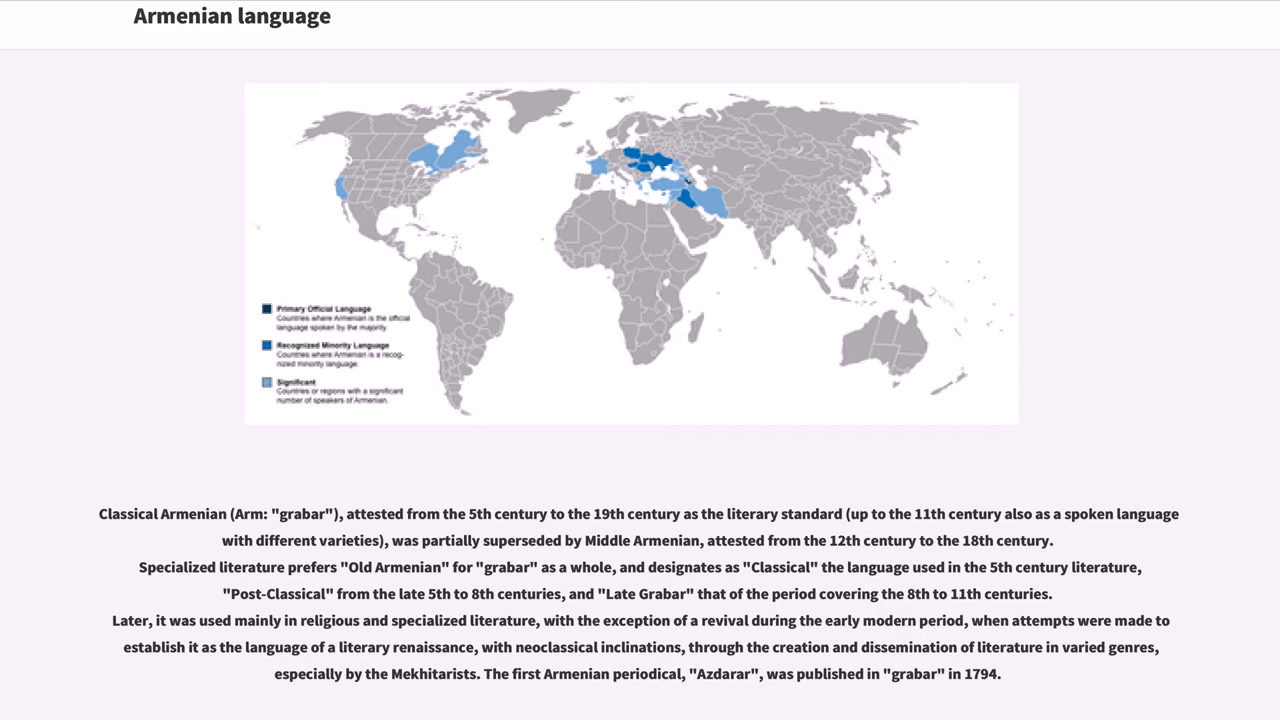 Armenian language
Primary Official Language
Countries where Armenian is the official
language spoken by the majority.
Recognized Minority Language
Countries where Armenian is a recog-
nized minority language.
Significant
Countries or regions with a significant
number of speakers of Armenian.
Classical Armenian (Arm: "grabar"), attested from the 5th century to the 19th century as the literary standard (up to the 11th century also as a spoken language
with different varieties), was partially superseded by Middle Armenian, attested from the 12th century to the 18th century.
Specialized literature prefers "Old Armenian" for "grabar" as a whole, and designates as "Classical" the language used in the 5th century literature,
"Post-Classical" from the late 5th to 8th centuries, and "Late Grabar" that of the period covering the 8th to 11th centuries.
Later, it was used mainly in religious and specialized literature, with the exception of a revival during the early modern period, when attempts were made to
establish it as the language of a literary renaissance, with neoclassical inclinations, through the creation and dissemination of literature in varied genres,
especially by the Mekhitarists. The first Armenian periodical, "Azdarar", was published in "grabar" in 1794.